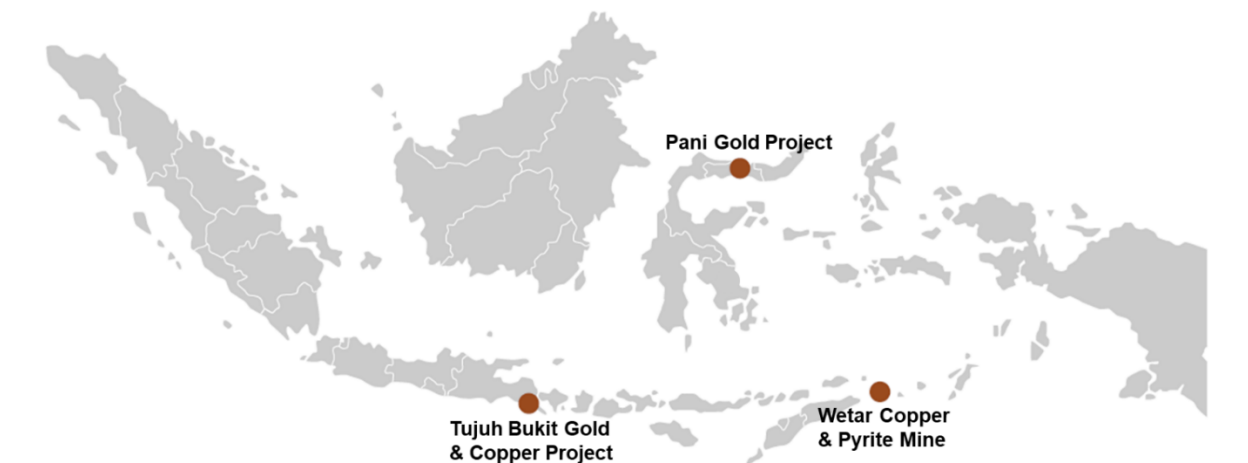 Pani Gold Project
Tujuh Bukit Gold
& Copper Project
Wetar Copper
& Pyrite Mine